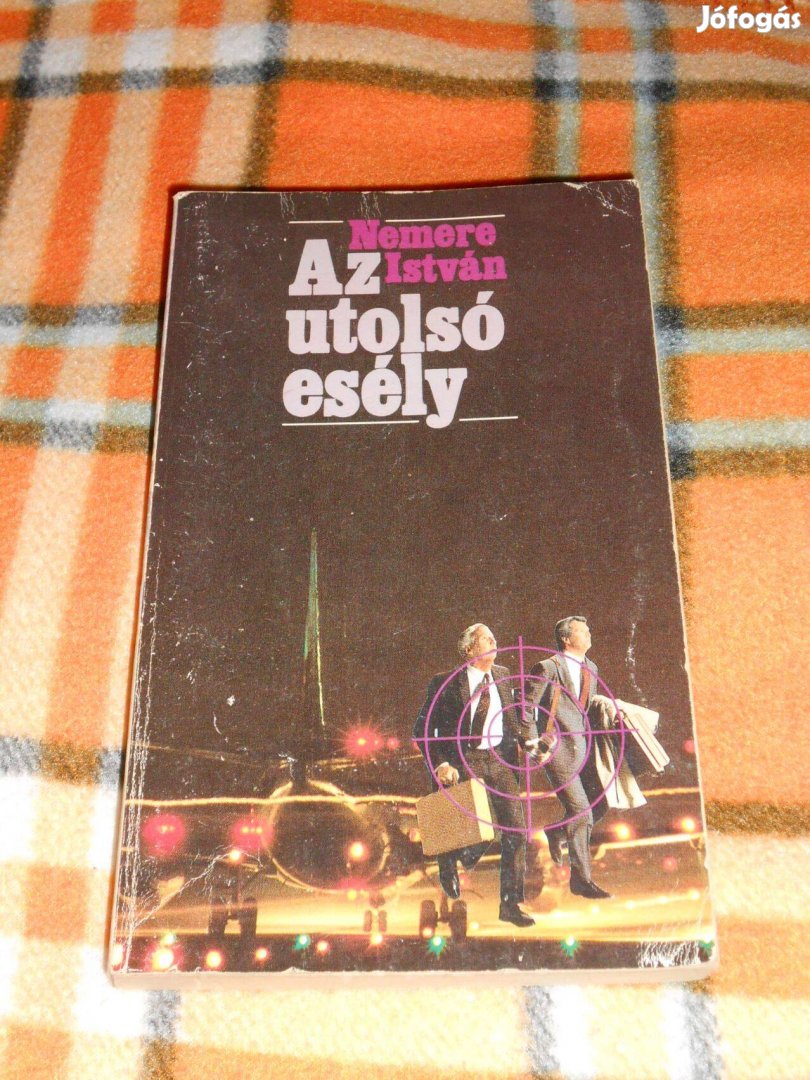 Jófogás
Nemere
István
Az
utolsó
esély